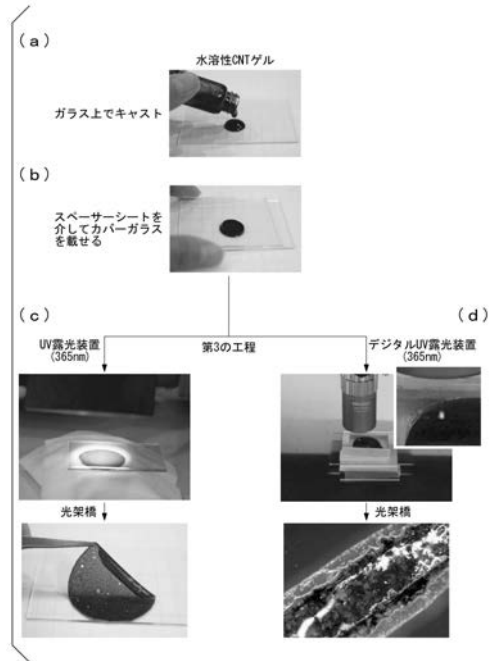 (a)
水溶性CNTゲル
ガラス上でキャスト
(b)
スペーサーシートを
介してカバーガラス
を載せる
(c)
(d)
UV露光装置
(365nm)
第3の工程
デジタルUV露光装置
(365nm)
光架橋
光架橋